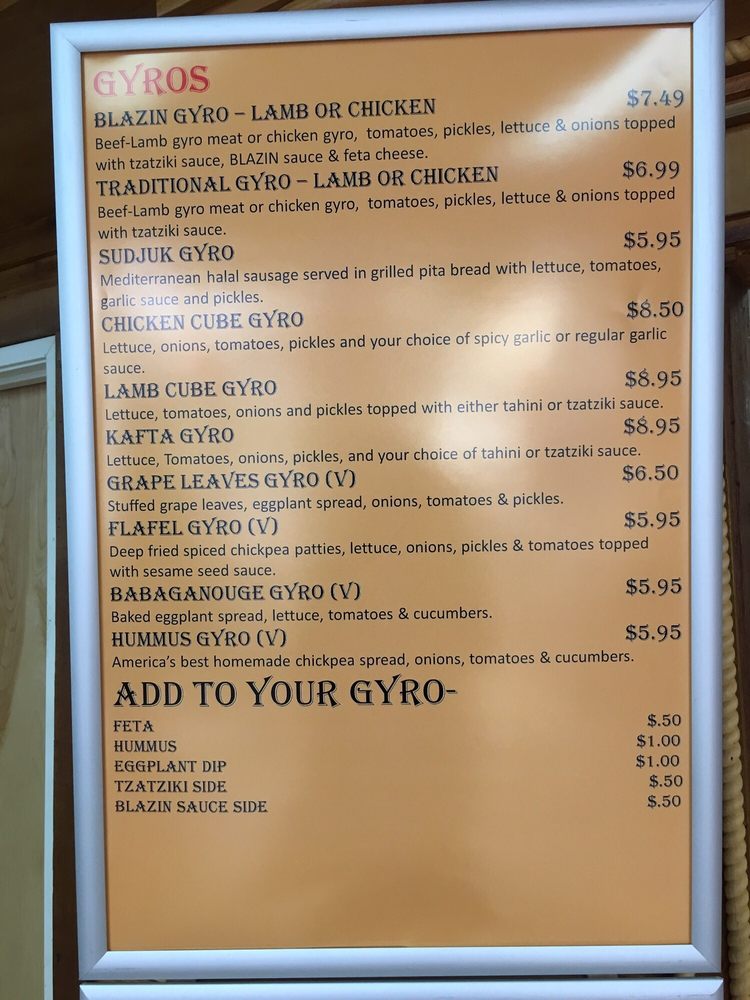 GYROS
BLAZIN GYRO – LAMB OR CHICKEN $7.49
Beef-Lamb gyro meat or chicken gyro, tomatoes, pickles, lettuce & onions topped
with tzatziki sauce, BLAZIN sauce & feta cheese.
TRADITIONAL GYRO – LAMB OR CHICKEN $6.99
Beef-Lamb gyro meat or chicken gyro, tomatoes, pickles, lettuce & onions topped
with tzatziki sauce.
SUDJUK GYRO $5.95
Mediterranean halal sausage served in grilled pita bread with lettuce, tomatoes,
garlic sauce and pickles.
CHICKEN CUBE GYRO $8.50
Lettuce, onions, tomatoes, pickles and your choice of spicy garlic or regular garlic
sauce.
LAMB CUBE GYRO $8.95
Lettuce, tomatoes, onions and pickles topped with either tahini or tzatziki sauce.
KAFTA GYRO $8.95
Lettuce, Tomatoes, onions, pickles, and your choice of tahini or tzatziki sauce.
GRAPE LEAVES GYRO (V) $6.50
Stuffed grape leaves, eggplant spread, onions, tomatoes & pickles.
FLAFEL GYRO (V) $5.95
Deep fried spiced chickpea patties, lettuce, onions, pickles & tomatoes topped
with sesame seed sauce.
BABAGANOUGE GYRO (V) $5.95
Baked eggplant spread, lettuce, tomatoes & cucumbers.
HUMMUS GYRO (V) $5.95
America's best homemade chickpea spread, onions, tomatoes & cucumbers.
ADD TO YOUR GYRO-
FETA $.50
HUMMUS $1.00
EGGPLANT DIP $1.00
TZATZIKI SIDE $.50
BLAZIN SAUCE SIDE $.50